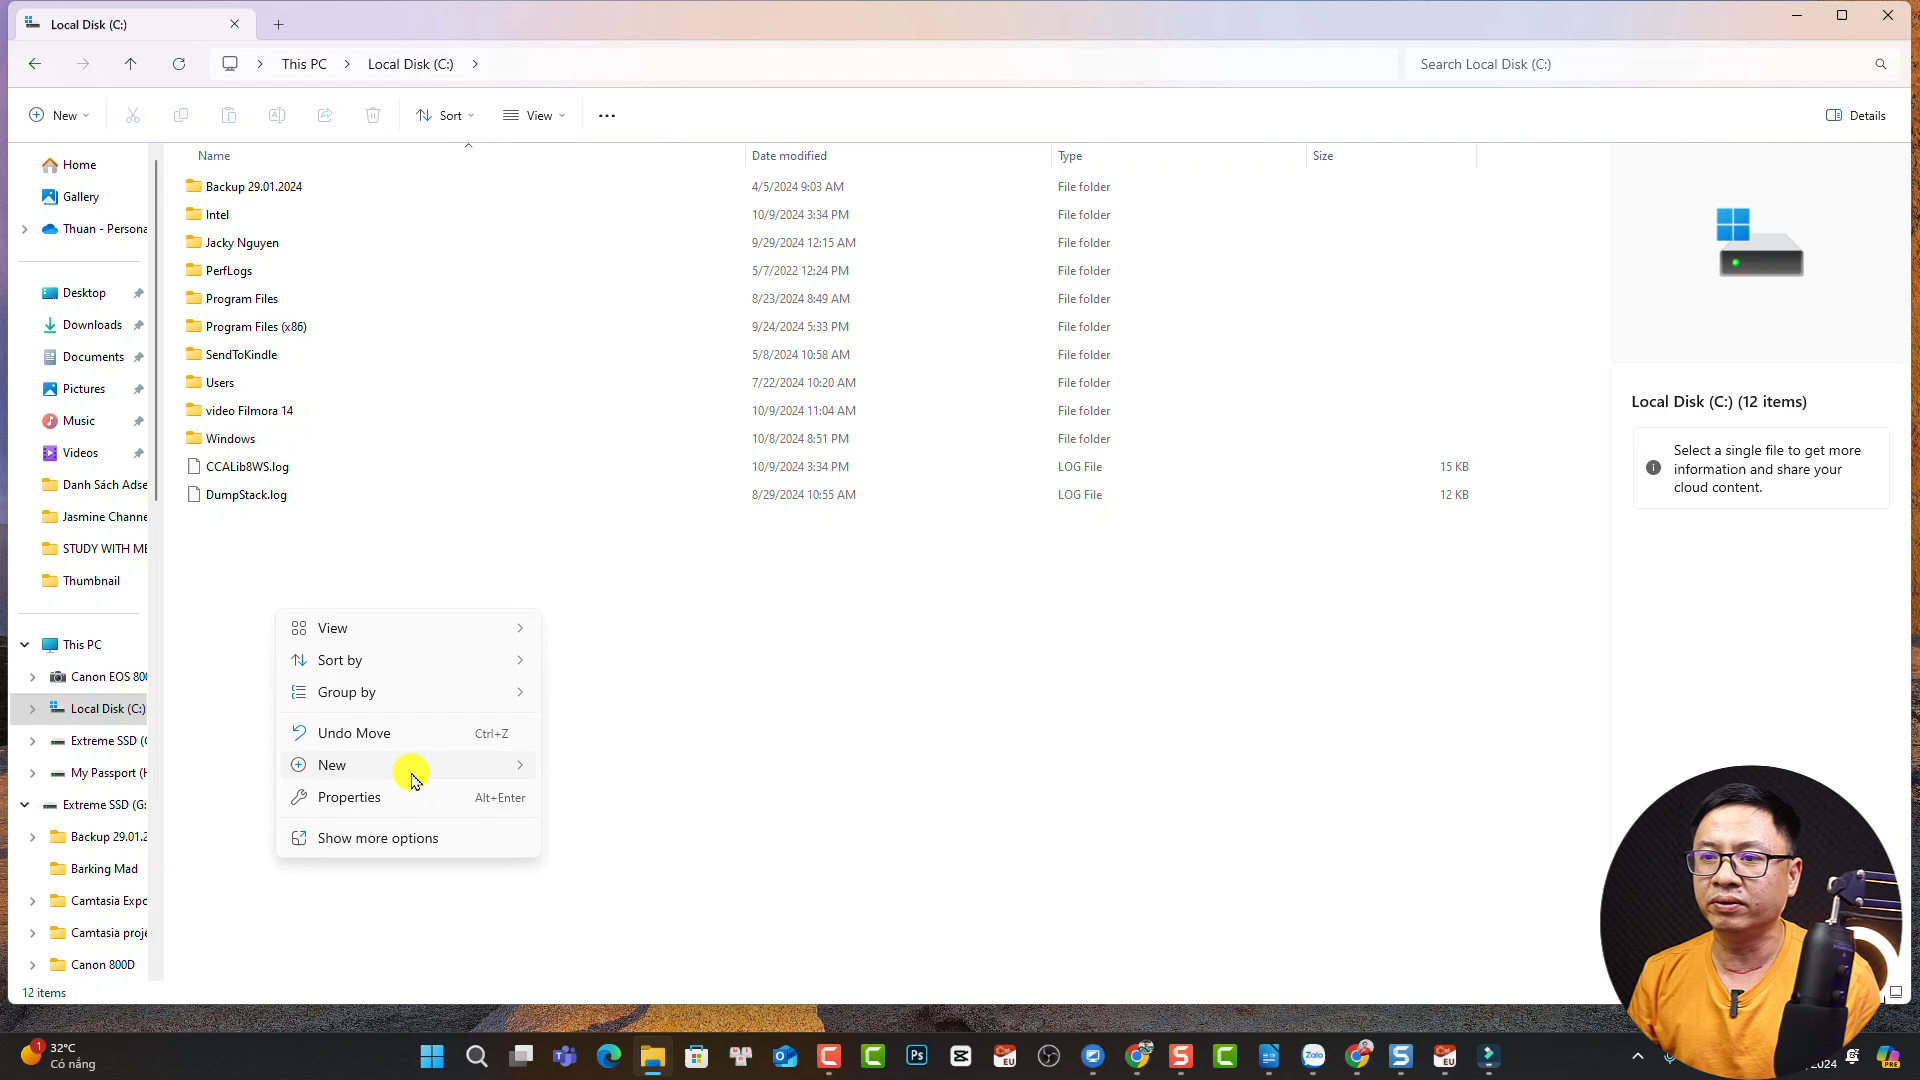 Local Disk (C:)
This PC
Local Disk (C:)
Search Local Disk (C:)
New
Sort
View
Details
Name
Date modified
Type
Size
Backup 29.01.2024
4/5/2024 9:03 AM
File folder
Intel
10/9/2024 3:34 PM
File folder
Jacky Nguyen
9/29/2024 12:15 AM
File folder
PerfLogs
5/7/2022 12:24 PM
File folder
Program Files
8/23/2024 8:49 AM
File folder
Program Files (x86)
9/24/2024 5:33 PM
File folder
SendToKindle
5/8/2024 10:58 AM
File folder
Users
7/22/2024 10:20 AM
File folder
video Filmora 14
10/9/2024 11:04 AM
File folder
Windows
10/8/2024 8:51 PM
File folder
CCALib8WS.log
10/9/2024 3:34 PM
LOG File
15 KB
DumpStack.log
8/29/2024 10:55 AM
LOG File
12 KB
Home
Gallery
Thuan - Persona
Desktop
Downloads
Documents
Pictures
Music
Videos
Danh Sách Adse
Jasmine Channe
STUDY WITH ME
Thumbnail
This PC
Canon EOS 800
Local Disk (C:)
Extreme SSD (
My Passport (H
Extreme SSD (G:
Backup 29.01.2
Barking Mad
Camtasia Expo
Camtasia proje
Canon 800D
12 items
View
Sort by
Group by
Undo Move
Ctrl+Z
New
Properties
Alt+Enter
Show more options
Local Disk (C:) (12 items)
Select a single file to get more
information and share your
cloud content.
1
32°C
Có nắng
Ps
EU
Zalo
EU
2024
PRE